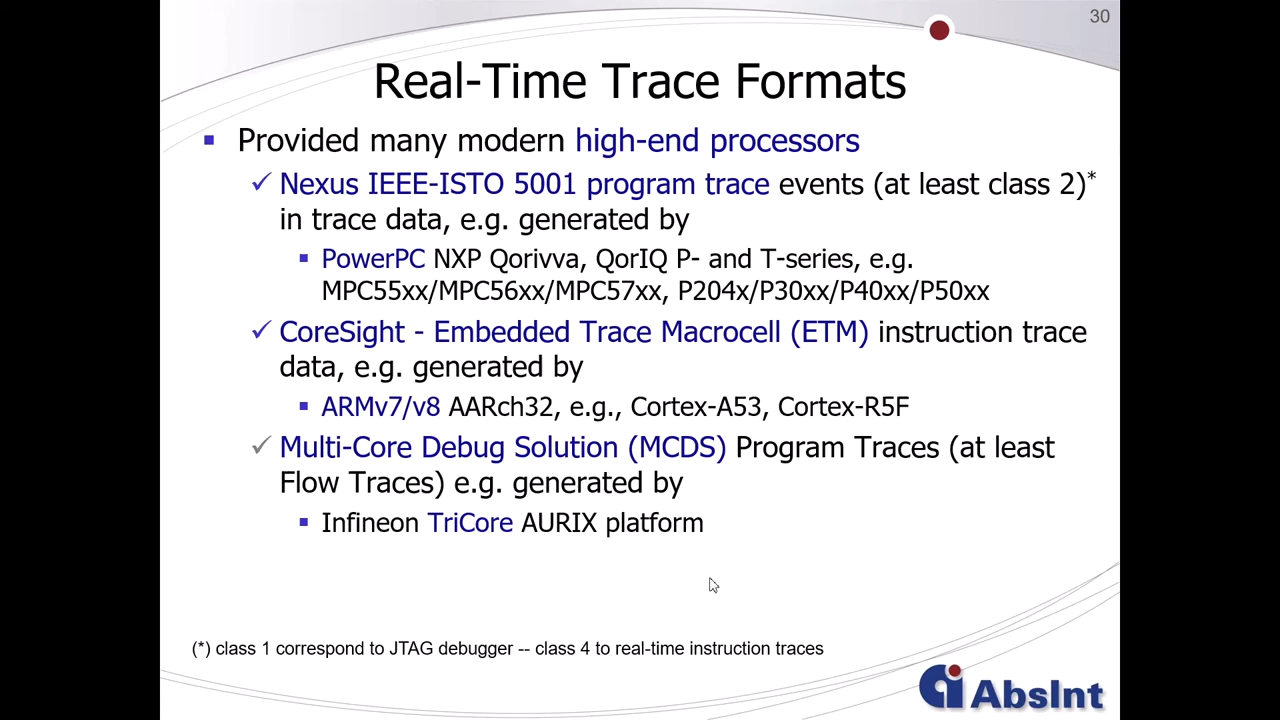 30
Real-Time Trace Formats
Provided many modern high-end processors
Nexus IEEE-ISTO 5001 program trace events (at least class 2)*
in trace data, e.g. generated by
PowerPC NXP Qorivva, QorIQ P- and T-series, e.g.
MPC55xx/MPC56xx/MPC57xx, P204x/P30xx/P40xx/P50xx
CoreSight - Embedded Trace Macrocell (ETM) instruction trace
data, e.g. generated by
ARMv7/v8 AARch32, e.g., Cortex-A53, Cortex-R5F
Multi-Core Debug Solution (MCDS) Program Traces (at least
Flow Traces) e.g. generated by
Infineon TriCore AURIX platform
(*) class 1 correspond to JTAG debugger -- class 4 to real-time instruction traces
AbsInt